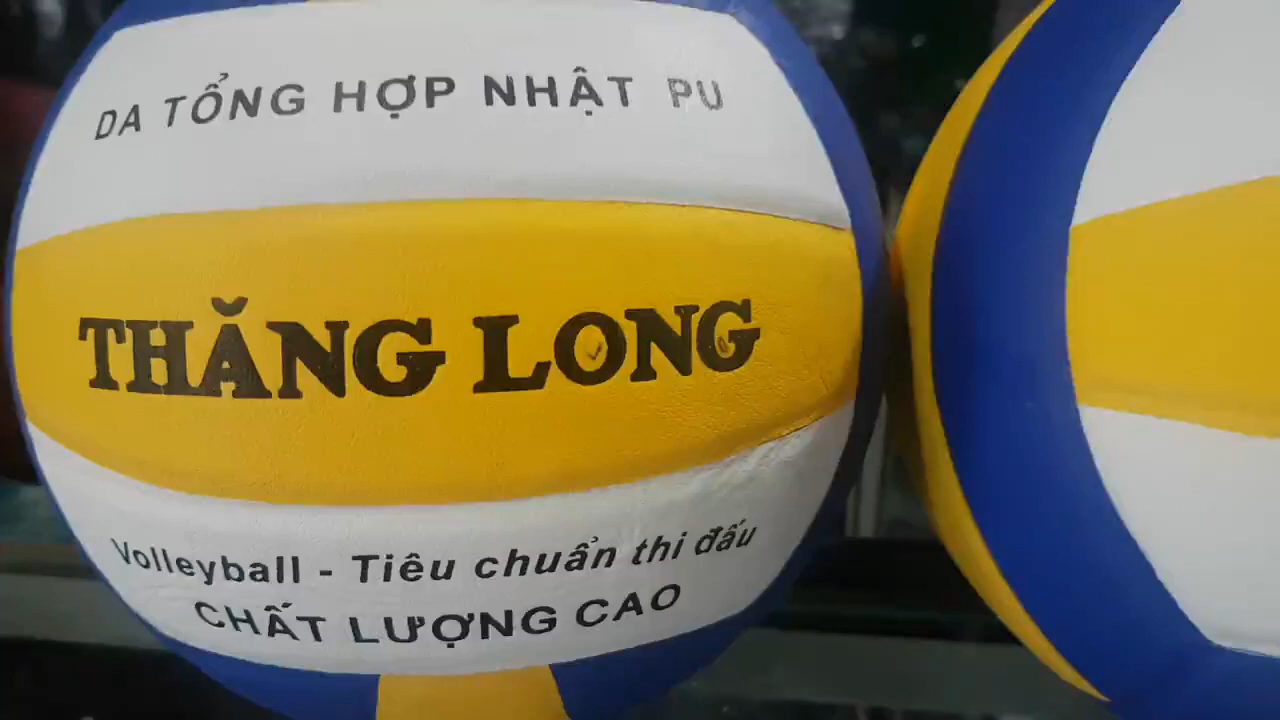 DA TỔNG HỢP NHẬT PU
THĂNG LONG
Volleyball - Tiêu chuẩn thi đấu
CHẤT LƯỢNG CAO